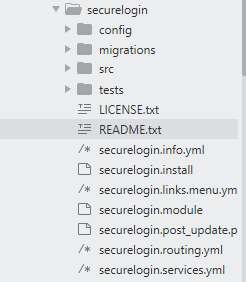 securelogin
config
migrations
src
tests
LICENSE.txt
README.txt
/* securelogin.info.yml
securelogin.install
/* securelogin.links.menu.ym
securelogin.module
securelogin.post_update.p
/* securelogin.routing.yml
/* securelogin.services.yml